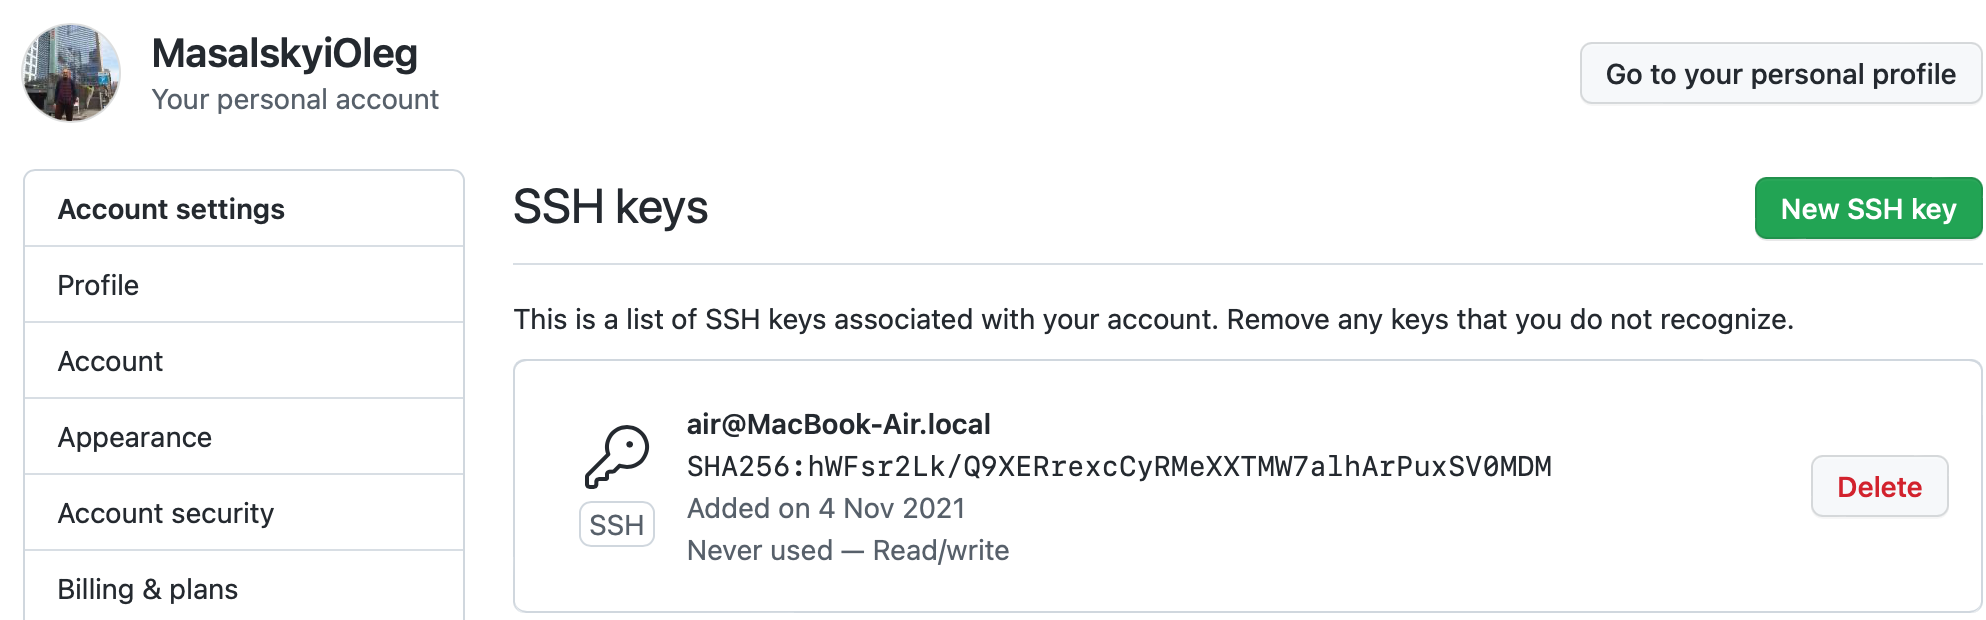 MasalskyiOleg
Your personal account
Go to your personal profile
Account settings
Profile
Account
Appearance
Account security
Billing & plans
SSH keys
New SSH key
This is a list of SSH keys associated with your account. Remove any keys that you do not recognize.
air@MacBook-Air.local
SHA256:hWFsr2Lk/Q9XERrexcCyRMeXXTMW7alhArPuxSV0MDM
Added on 4 Nov 2021
Never used — Read/write
SSH
Delete